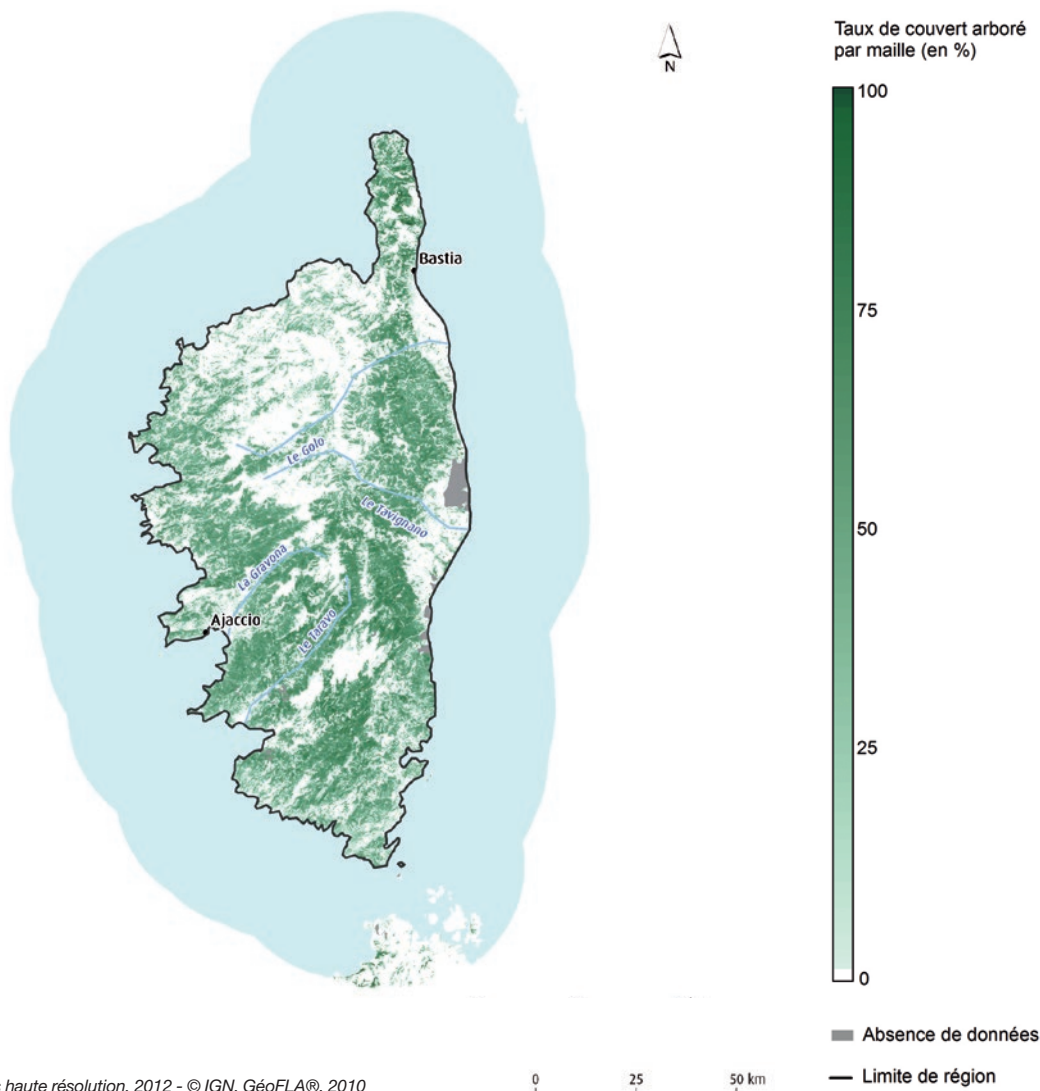 Taux de couvert arboré
par maille (en %)
N
100
75
50
25
0
Bastia
Le Golo
Le Tavignano
La Gravona
Ajaccio
Le Taravo
Absence de données
Limite de région
0 25 50 km
haute résolution, 2012 - © IGN, GéoFLA®, 2010